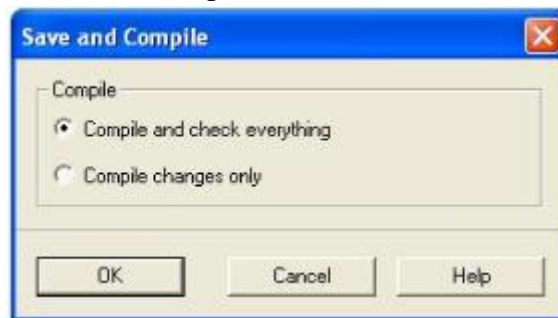 Save and Compile
Compile
Compile and check everything
Compile changes only
OK Cancel Help